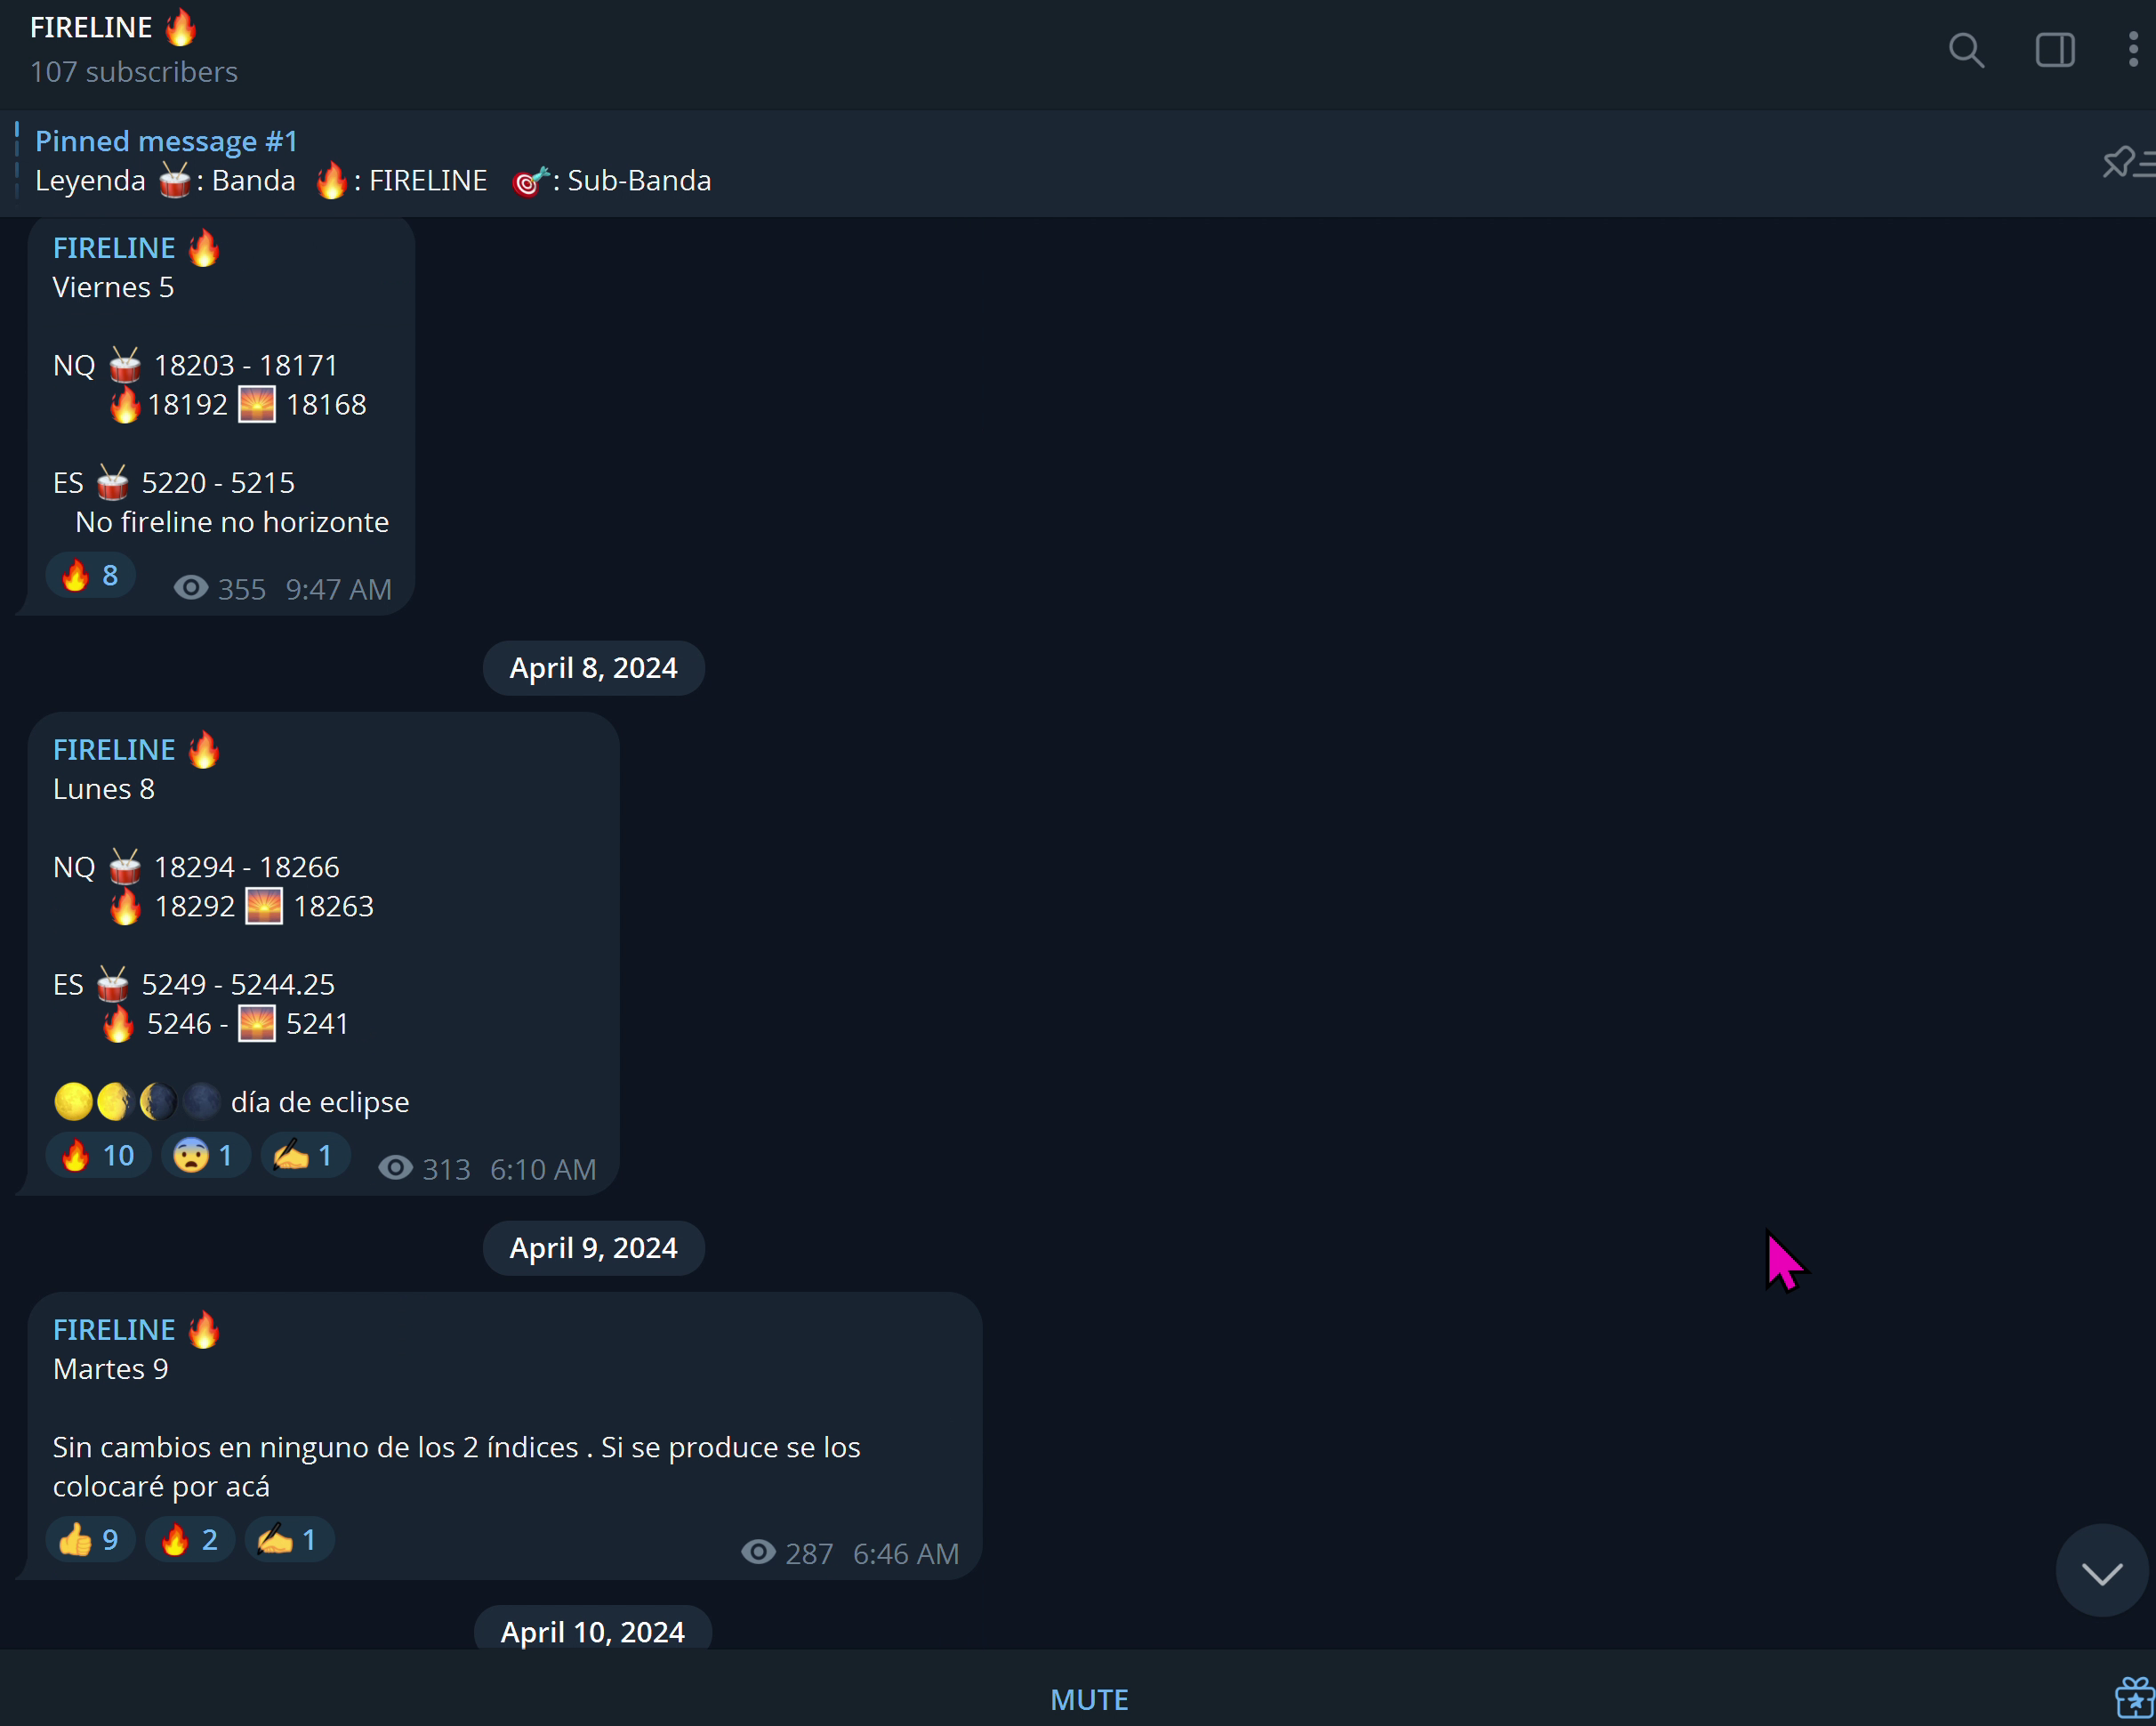 FIRELINE 🔥
107 subscribers
Pinned message #1
Leyenda 🥁: Banda 🔥: FIRELINE 🎯: Sub-Banda
FIRELINE 🔥
Viernes 5
NQ 🥁 18203 - 18171
🔥18192 🌅 18168
ES 🥁 5220 - 5215
No fireline no horizonte
🔥 8 355 9:47 AM
April 8, 2024
FIRELINE 🔥
Lunes 8
NQ 🥁 18294 - 18266
🔥 18292 🌅 18263
ES 🥁 5249 - 5244.25
🔥 5246 - 🌅 5241
🌕🌖🌘🌑 día de eclipse
🔥 10 😨 1 ✍️ 1 313 6:10 AM
April 9, 2024
FIRELINE 🔥
Martes 9
Sin cambios en ninguno de los 2 índices . Si se produce se los
colocaré por acá
👍 9 🔥 2 ✍️ 1 287 6:46 AM
April 10, 2024
MUTE